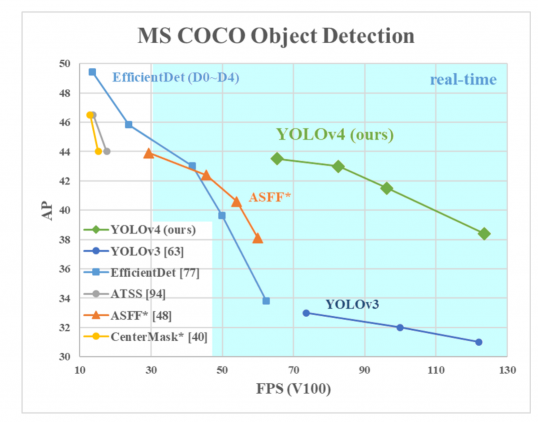 MS COCO Object Detection
50
EfficientDet (D0~D4)
real-time
48
46
YOLOv4 (ours)
44
42
AP
ASFF*
40
YOLOv4 (ours)
38
YOLOv3 [63]
EfficientDet [77]
36
ATSS [94]
34
YOLOv3
ASFF* [48]
32
CenterMask* [40]
30
10 30 50 70 90 110 130
FPS (V100)